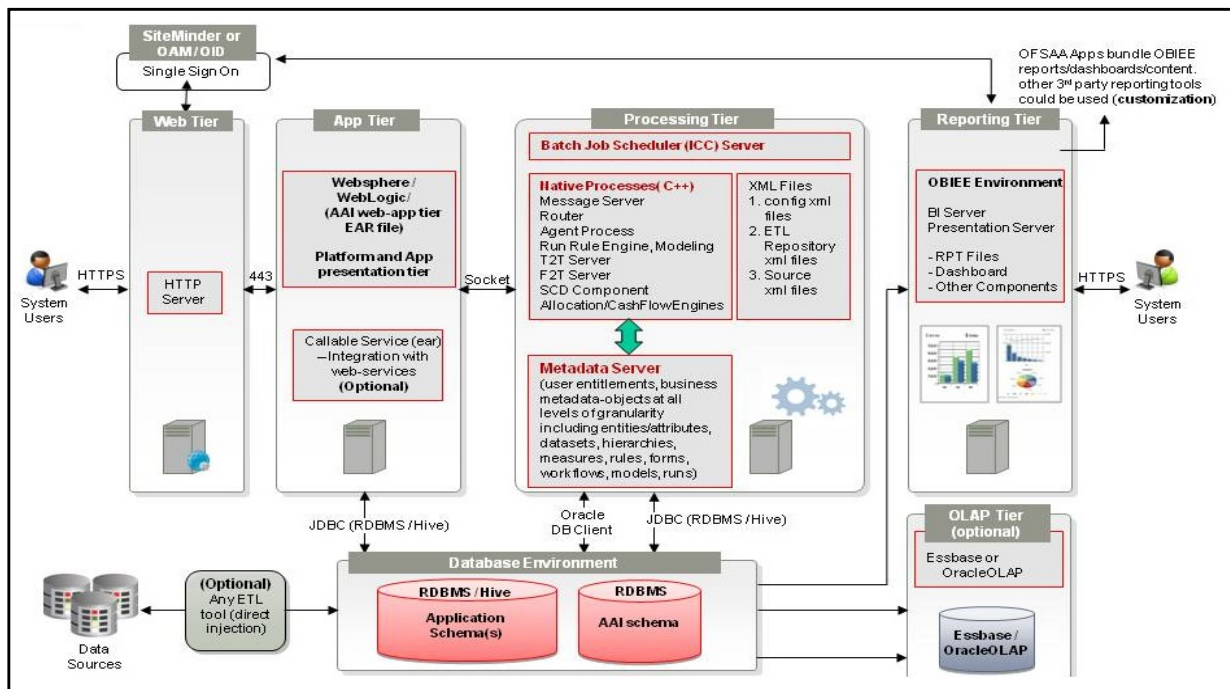 SiteMinder or
OAM/OID
Single Sign On
OFSAA Apps bundle OBIEE
reports/dashboards/content.
other 3rd party reporting tools
could be used (customization)
Web Tier
App Tier
Processing Tier
Reporting Tier
Batch Job Scheduler (ICC) Server
Websphere /
WebLogic/
(AAI web-app tier
EAR file)
Platform and App
presentation tier
Native Processes( C++)
Message Server
Router
Agent Process
Run Rule Engine, Modeling
T2T Server
F2T Server
SCD Component
Allocation/CashFlowEngines
XML Files
1. config xml
files
2. ETL
Repository
xml files
3. Source
xml files
OBIEE Environment
BI Server
Presentation Server
- RPT Files
- Dashboard
- Other Components
System
Users
HTTPS
HTTP
Server
443
Socket
HTTPS
System
Users
Callable Service (ear)
–Integration with
web-services
(Optional)
Metadata Server
(user entitlements, business
metadata-objects at all
levels of granularity
including entities/attributes,
datasets, hierarchies,
measures, rules, forms,
workflows, models, runs)
JDBC (RDBMS / Hive)
Oracle
DB Client
JDBC (RDBMS / Hive)
OLAP Tier
(optional)
Essbase or
OracleOLAP
Essbase /
OracleOLAP
Database Environment
RDBMS / Hive
Application
Schema(s)
RDBMS
AAI schema
(Optional)
Any ETL
tool (direct
injection)
Data
Sources